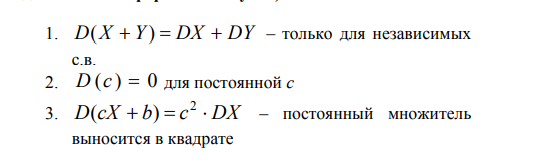 1. D(X + Y) = DX + DY – только для независимых
с.в.
2. D(c) = 0 для постоянной c
3. D(cX + b) = c² · DX – постоянный множитель
выносится в квадрате